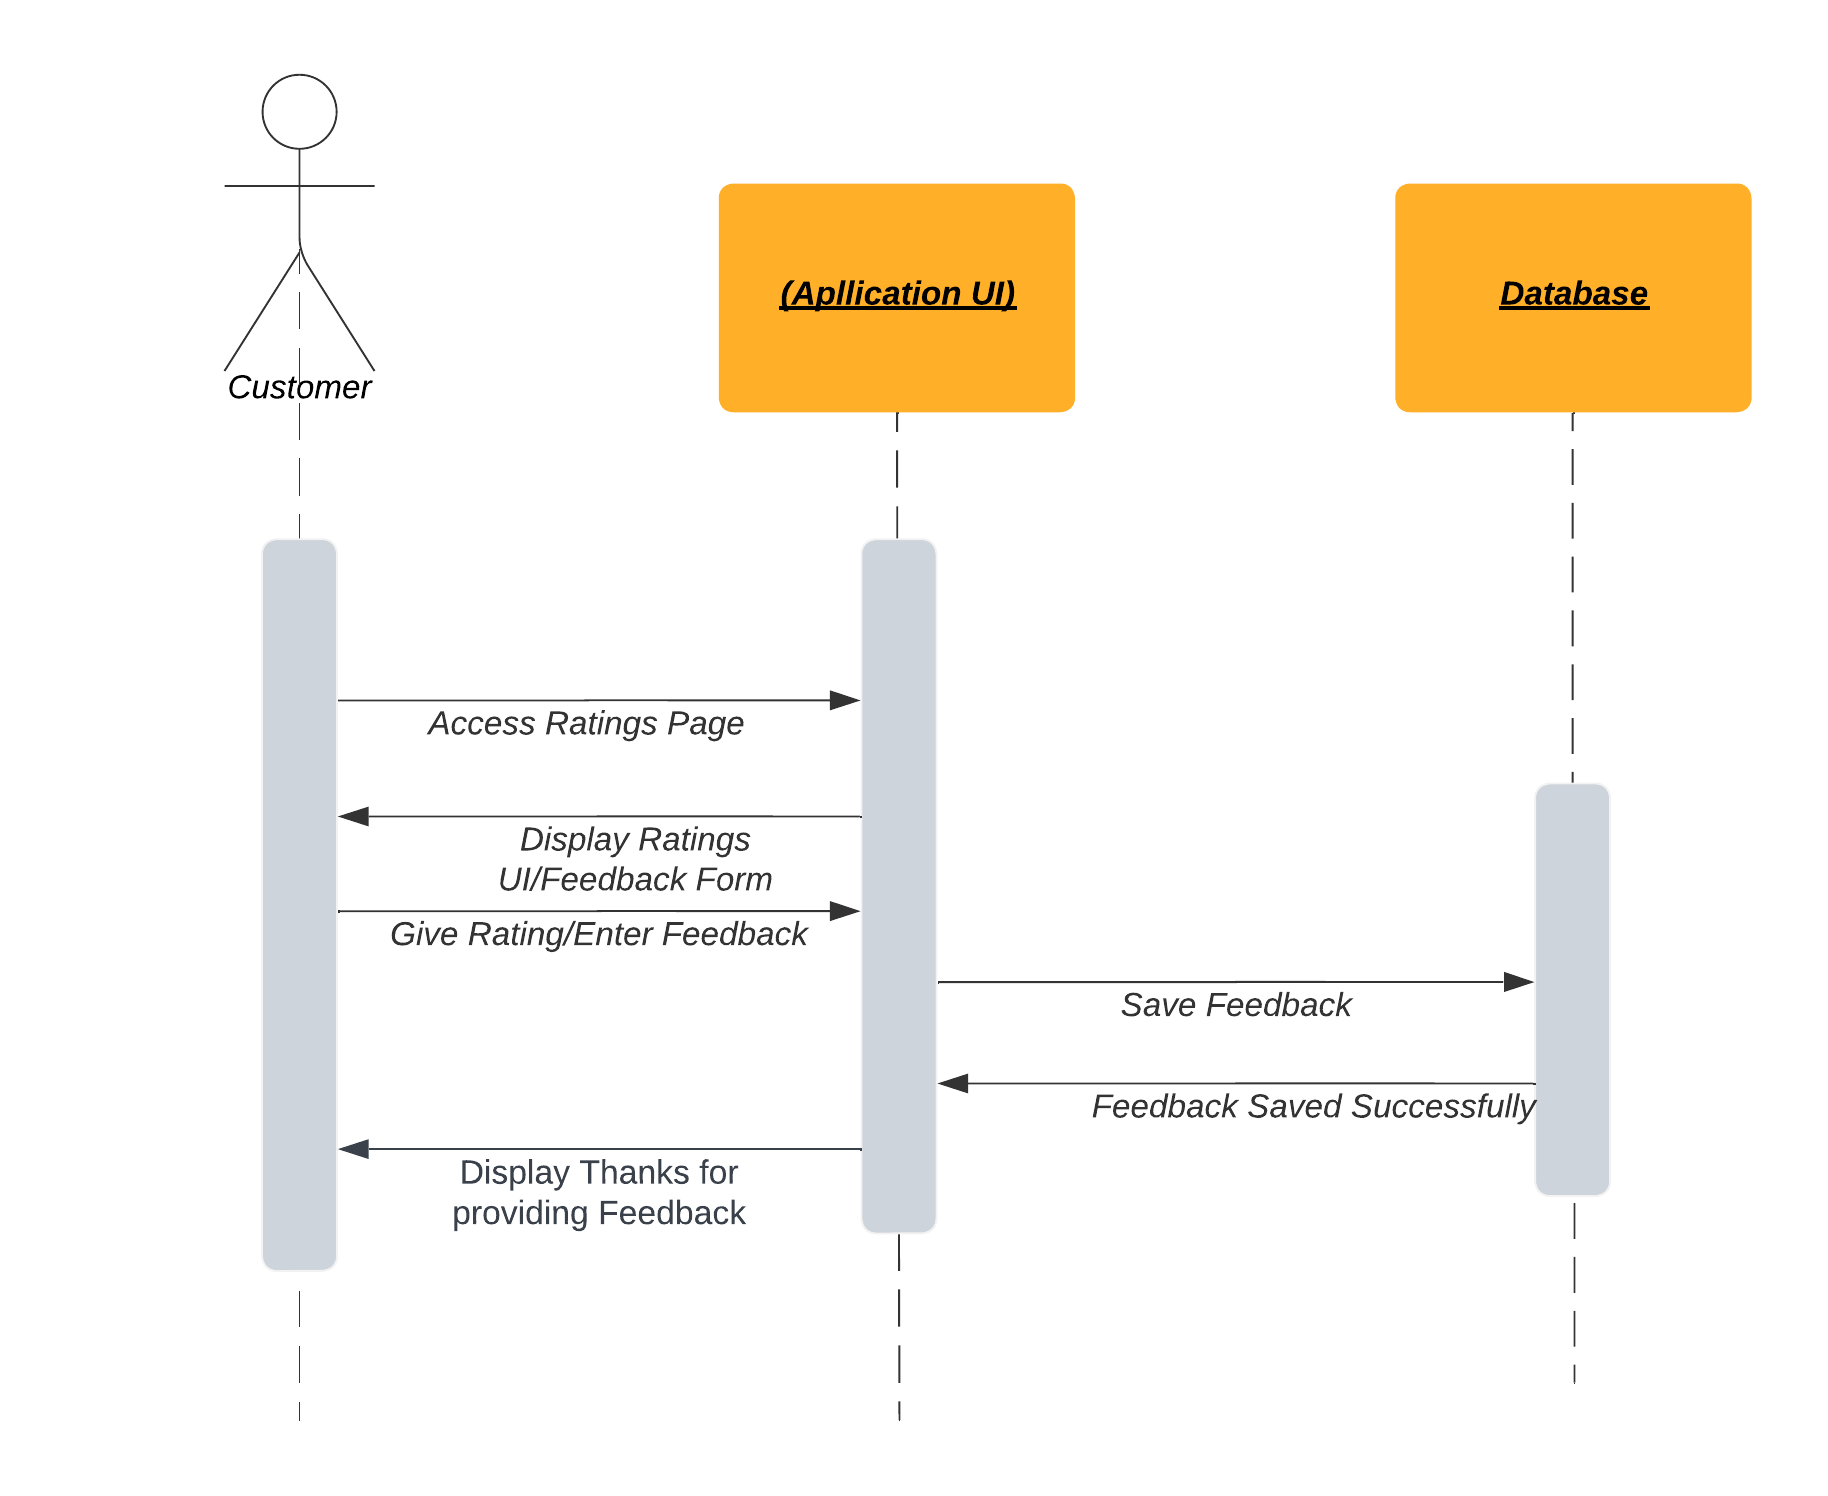 Customer
(Apllication UI)
Database
Access Ratings Page
Display Ratings
UI/Feedback Form
Give Rating/Enter Feedback
Save Feedback
Feedback Saved Successfully
Display Thanks for
providing Feedback